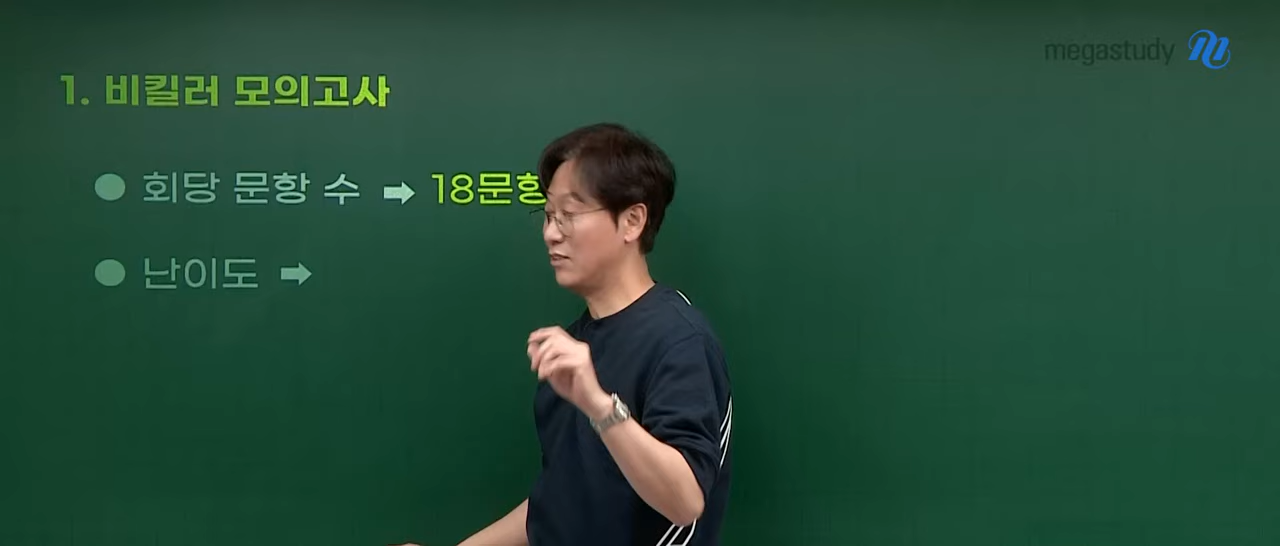 megastudy
1. 비킬러 모의고사
● 회당 문항 수 ➡ 18문항
● 난이도 ➡